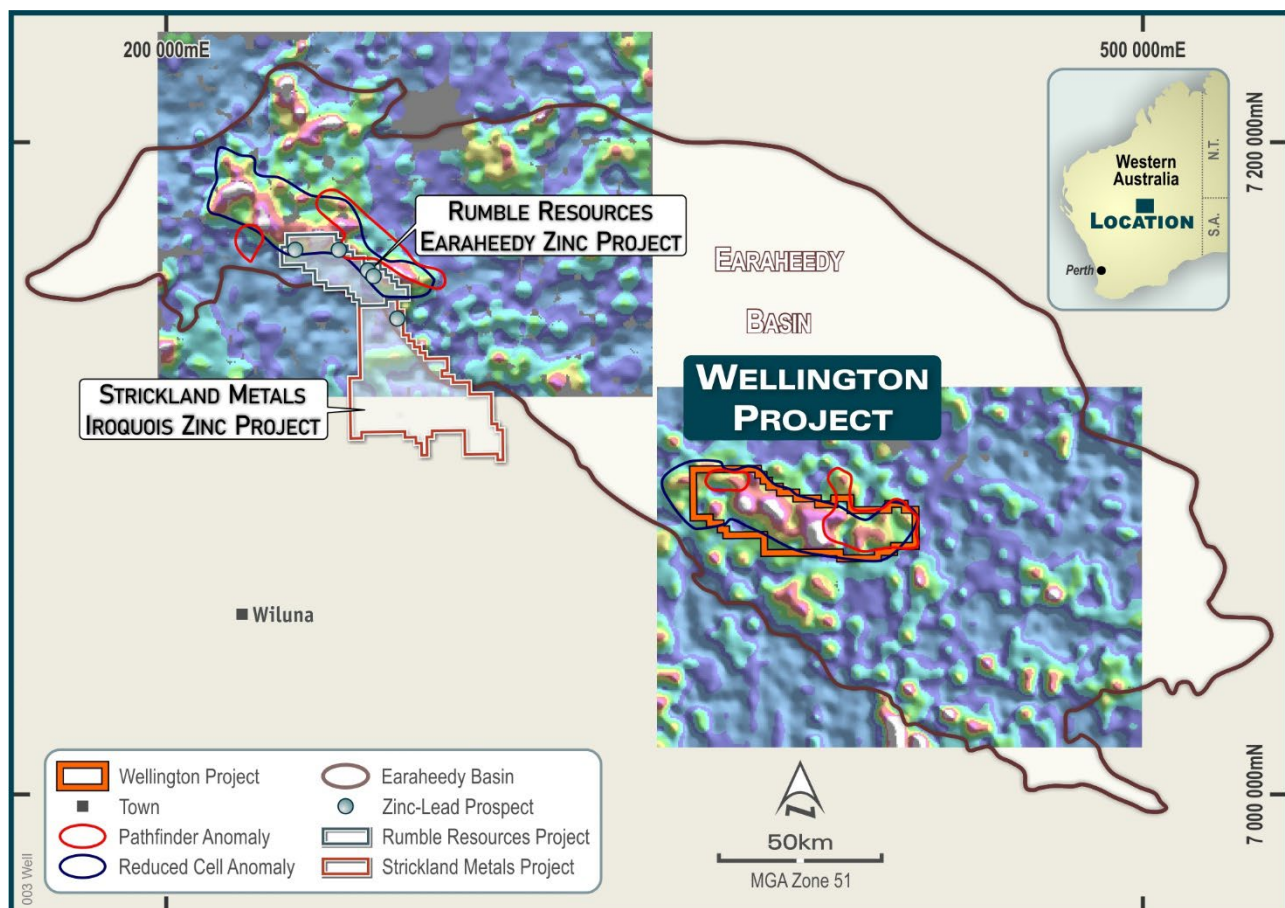 200 000mE
500 000mE
7 200 000mN
Western
Australia
LOCATION
Perth
N.T.
S.A.
RUMBLE RESOURCES
EARAHEEDY ZINC PROJECT
EARAHEEDY
BASIN
STRICKLAND METALS
IROQUOIS ZINC PROJECT
WELLINGTON
PROJECT
Wiluna
Wellington Project
Town
Pathfinder Anomaly
Reduced Cell Anomaly
Earaheedy Basin
Zinc-Lead Prospect
Rumble Resources Project
Strickland Metals Project
N
50km
MGA Zone 51
7 000 000mN
003 Well